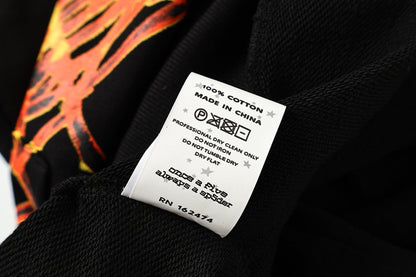 100% COTTON
MADE IN CHINA
P
PROFESSIONAL DRY CLEAN ONLY
DO NOT IRON
DO NOT TUMBLE DRY
DRY FLAT
once a five
always a spider
RN 162474